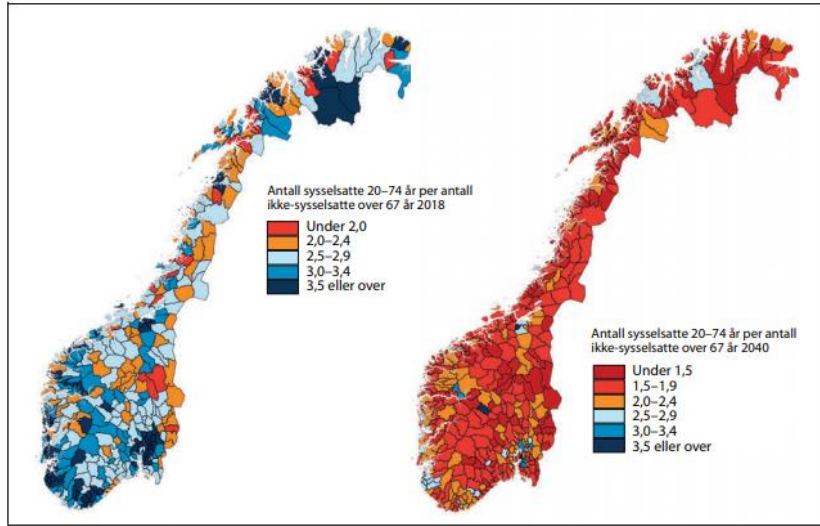 Antall sysselsatte 20–74 år per antall
ikke-sysselsatte over 67 år 2018
Under 2,0
2,0–2,4
2,5–2,9
3,0–3,4
3,5 eller over
Antall sysselsatte 20–74 år per antall
ikke-sysselsatte over 67 år 2040
Under 1,5
1,5–1,9
2,0–2,4
2,5–2,9
3,0–3,4
3,5 eller over